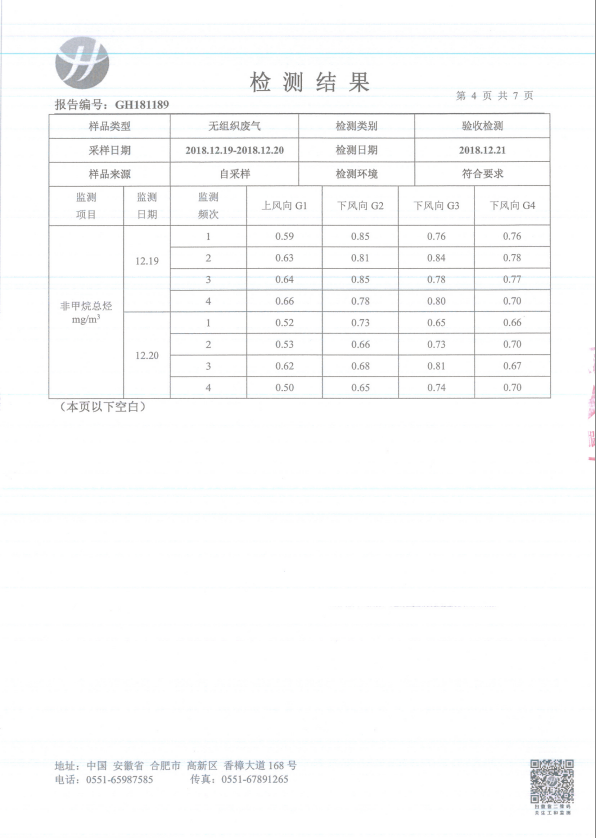 检测结果
第 4 页 共 7 页
报告编号：GH181189
样品类型 无组织废气 检测类别 验收检测
采样日期 2018.12.19-2018.12.20 检测日期 2018.12.21
样品来源 自采样 检测环境 符合要求
监测项目 监测日期 监测频次 上风向 G1 下风向 G2 下风向 G3 下风向 G4
非甲烷总烃 mg/m³ 12.19 1 0.59 0.85 0.76 0.76
2 0.63 0.81 0.84 0.78
3 0.64 0.85 0.78 0.77
4 0.66 0.78 0.80 0.70
12.20 1 0.52 0.73 0.65 0.66
2 0.53 0.66 0.73 0.70
3 0.62 0.68 0.81 0.67
4 0.50 0.65 0.74 0.70
（本页以下空白）
地址：中国 安徽省 合肥市 高新区 香樟大道 168 号
电话：0551-65987585 传真：0551-67891265